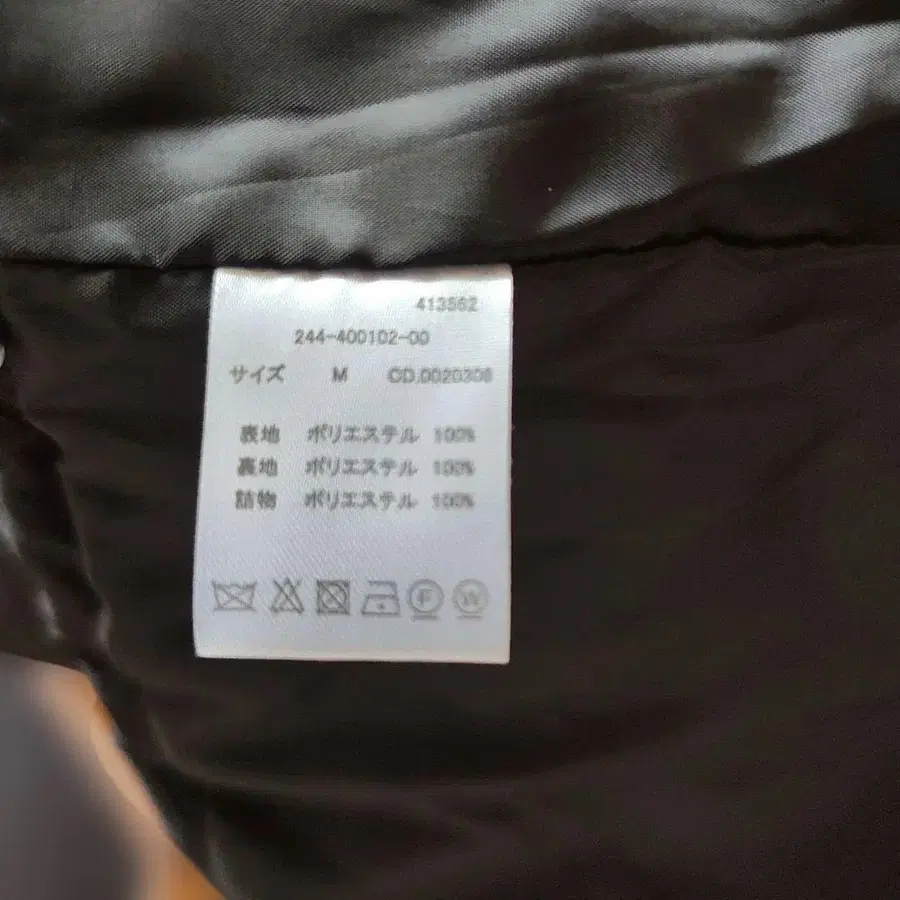 413562
244-400102-00
サイズ M CD.0020308
表地 ポリエステル 100%
裏地 ポリエステル 100%
詰物 ポリエステル 100%
F W